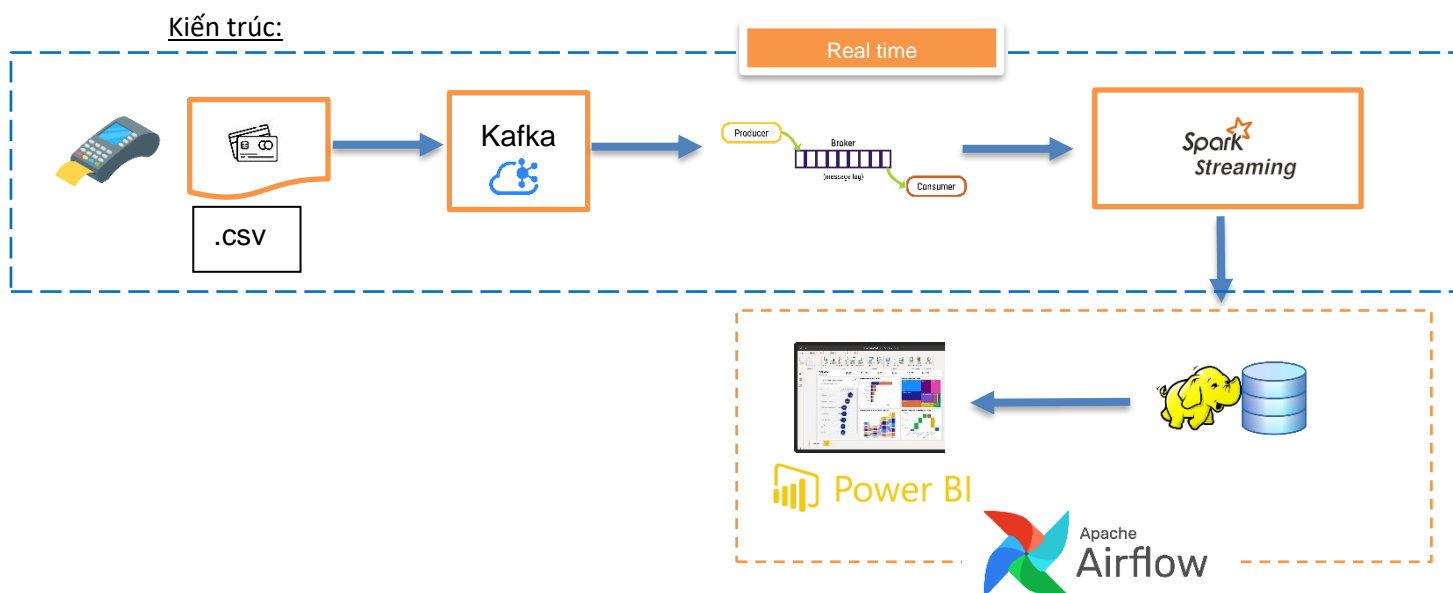 Kiến trúc:
Real time
Kafka
Producer
Broker
(message log)
Consumer
Spark
Streaming
.csv
Power BI
Apache
Airflow